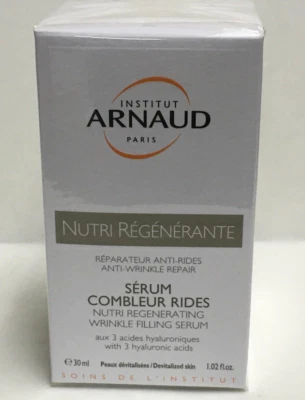 INSTITUT
ARNAUD
PARIS
NUTRI RÉGÉNÉRANTE
RÉPARATEUR ANTI-RIDES
ANTI-WRINKLE REPAIR
SÉRUM
COMBLEUR RIDES
NUTRI REGENERATING
WRINKLE FILLING SERUM
aux 3 acides hyaluroniques
with 3 hyaluronic acids
℮ 30 ml Peaux dévitalisées / Devitalized skin 1.02 fl.oz.
SOINS DE L'INSTITUT